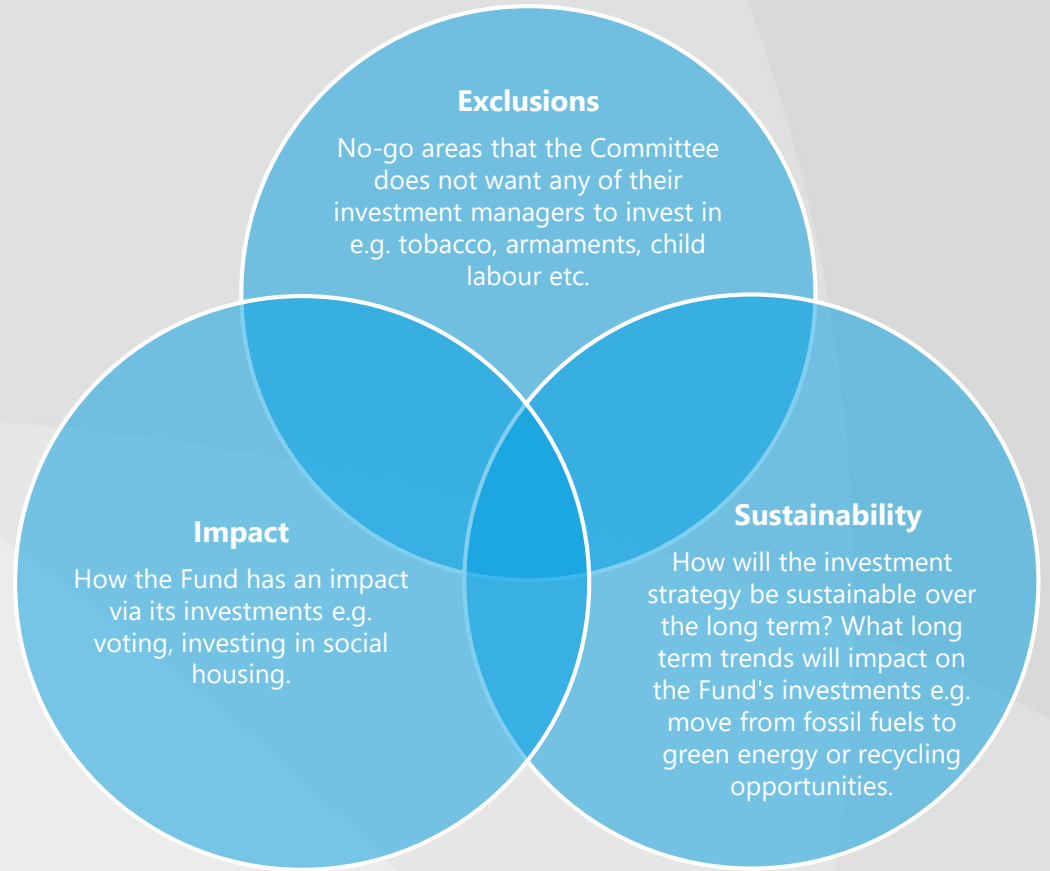 Exclusions
No-go areas that the Committee
does not want any of their
investment managers to invest in
e.g. tobacco, armaments, child
labour etc.
Impact
How the Fund has an impact
via its investments e.g.
voting, investing in social
housing.
Sustainability
How will the investment
strategy be sustainable over
the long term? What long
term trends will impact on
the Fund's investments e.g.
move from fossil fuels to
green energy or recycling
opportunities.